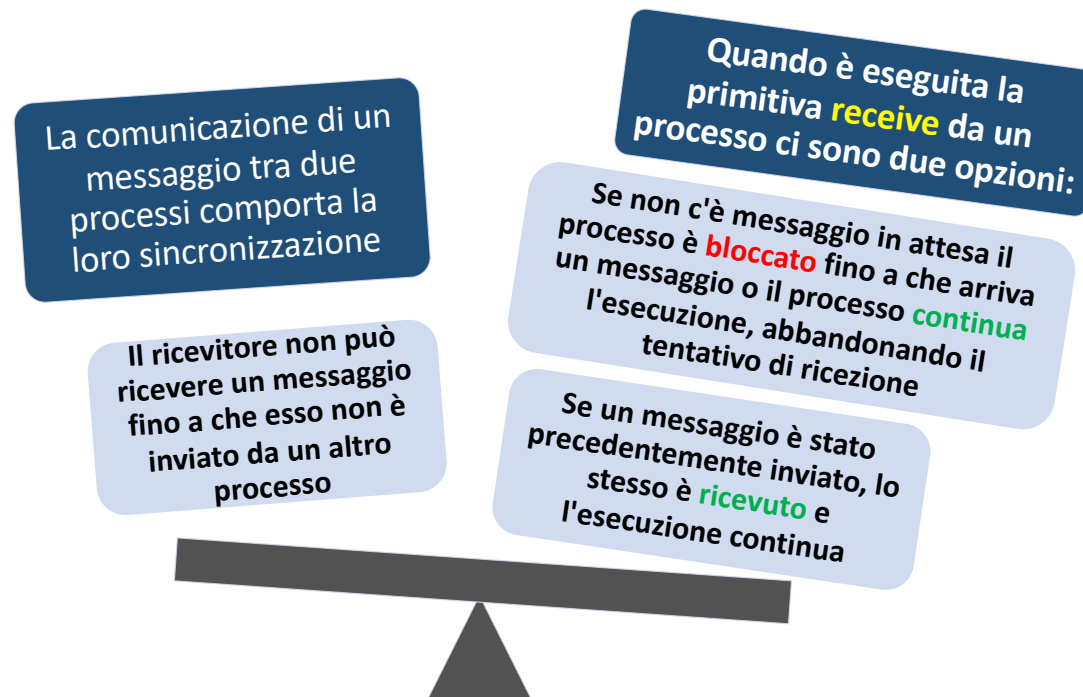 La comunicazione di un
messaggio tra due
processi comporta la
loro sincronizzazione
Il ricevitore non può
ricevere un messaggio
fino a che esso non è
inviato da un altro
processo
Quando è eseguita la
primitiva receive da un
processo ci sono due opzioni:
Se non c'è messaggio in attesa il
processo è bloccato fino a che arriva
un messaggio o il processo continua
l'esecuzione, abbandonando il
tentativo di ricezione
Se un messaggio è stato
precedentemente inviato, lo
stesso è ricevuto e
l'esecuzione continua